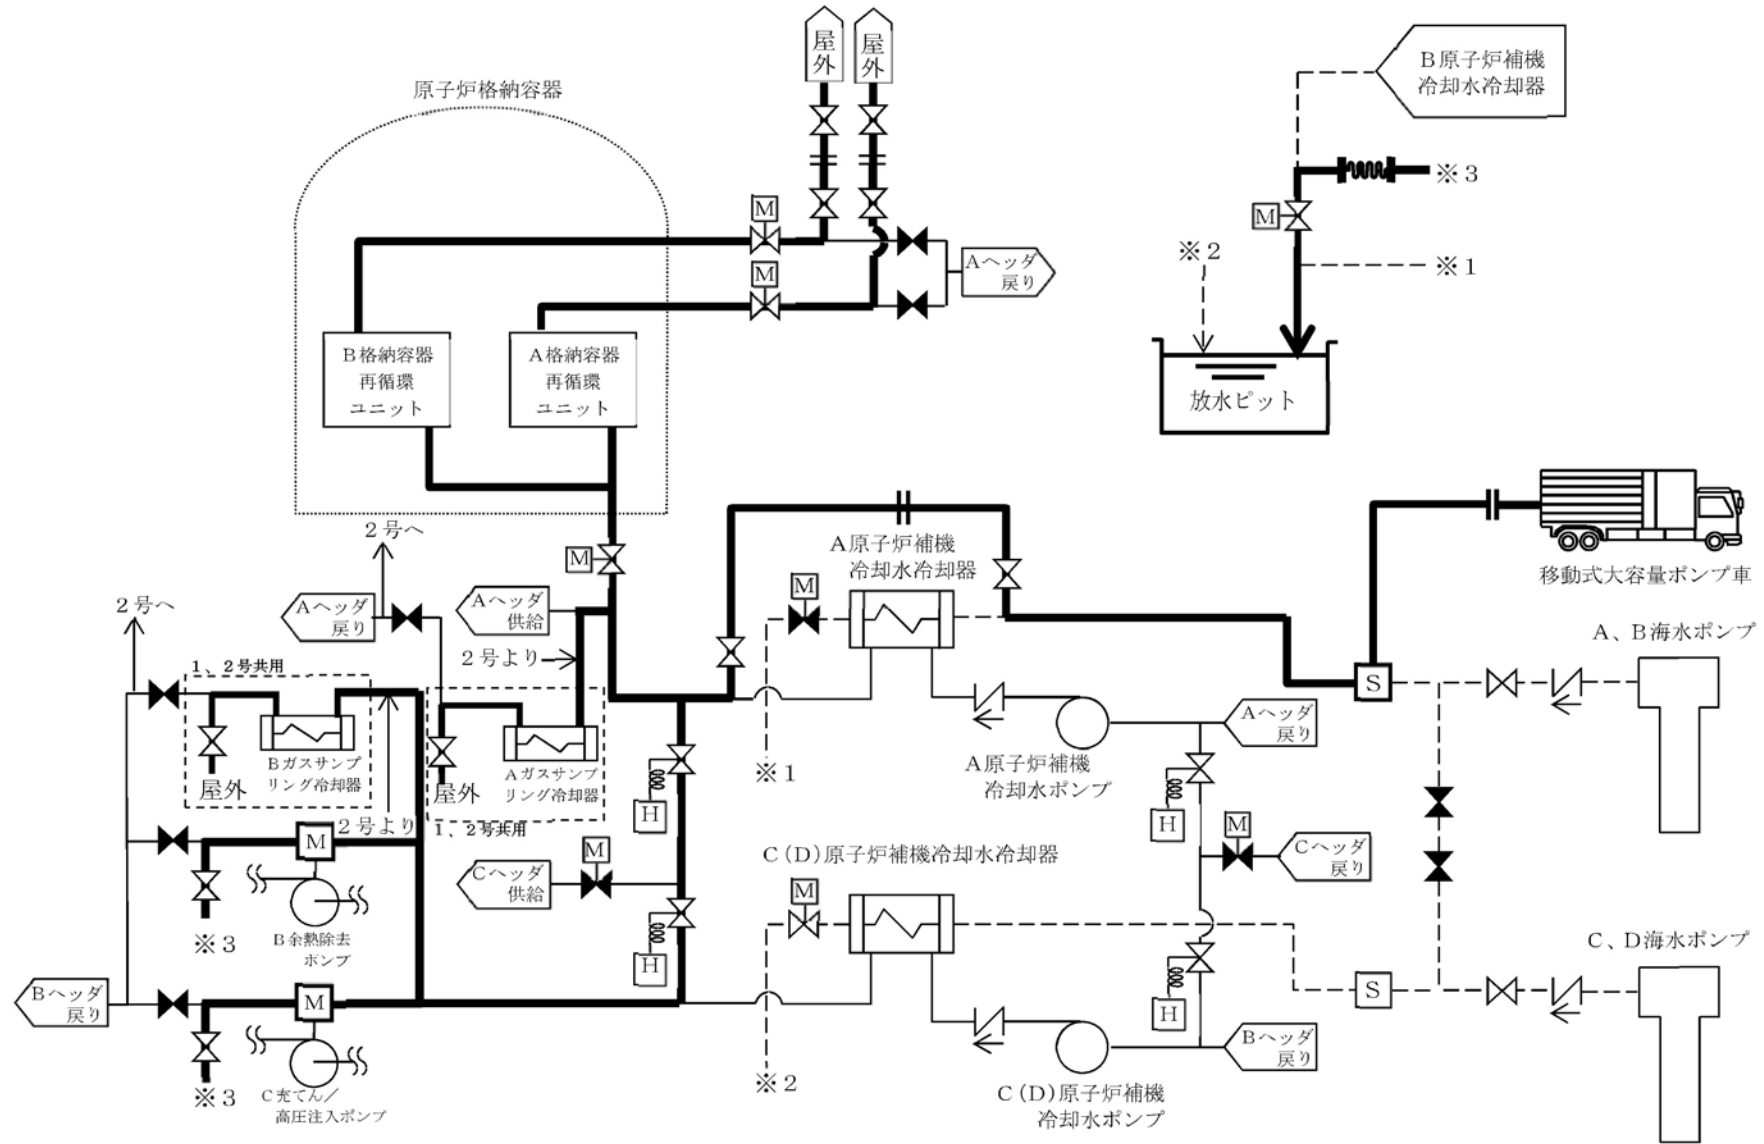 屋外
屋外
原子炉格納容器
B原子炉補機
冷却水冷却器
※3
M
M
※2
※1
M
Aヘッダ
戻り
B格納容器
再循環
ユニット
A格納容器
再循環
ユニット
放水ピット
2号へ
M
A原子炉補機
冷却水冷却器
移動式大容量ポンプ車
2号へ
Aヘッダ
戻り
Aヘッダ
供給
M
A、B海水ポンプ
2号より
1、2号共用
S
Aヘッダ
戻り
Bガスサンプ
リング冷却器
屋外
Aガスサンプ
リング冷却器
屋外
※1
A原子炉補機
冷却水ポンプ
H
H
2号より
1、2号共用
M
M
Cヘッダ
戻り
C(D)原子炉補機冷却水冷却器
M
Cヘッダ
供給
M
※3
B余熱除去
ポンプ
H
C、D海水ポンプ
S
Bヘッダ
戻り
M
H
Bヘッダ
戻り
※3
C充てん/
高圧注入ポンプ
※2
C(D)原子炉補機
冷却水ポンプ